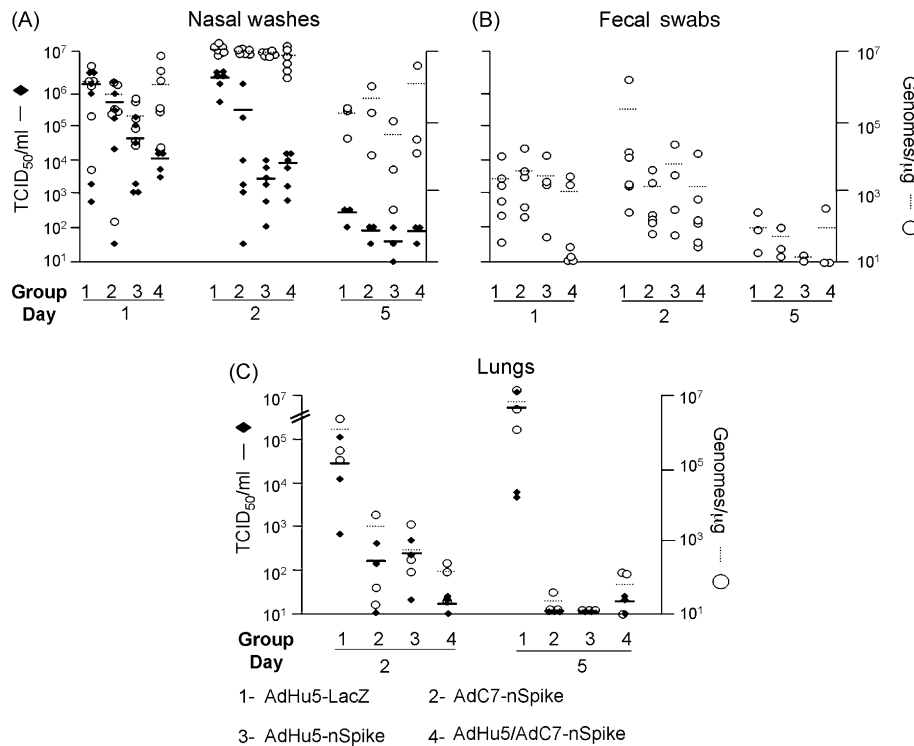 (A) Nasal washes
(B) Fecal swabs
TCID50/ml
10^7
10^6
10^5
10^4
10^3
10^2
10^1
10^7
10^5
10^3
10^1
Genomes/µg
Group 1 2 3 4 1 2 3 4 1 2 3 4 1 2 3 4 1 2 3 4 1 2 3 4
Day 1 2 5 1 2 5
(C) Lungs
TCID50/ml
10^7
10^5
10^4
10^3
10^2
10^1
10^7
10^5
10^3
10^1
Genomes/µg
Group 1 2 3 4 1 2 3 4
Day 2 5
1- AdHu5-LacZ 2- AdC7-nSpike
3- AdHu5-nSpike 4- AdHu5/AdC7-nSpike